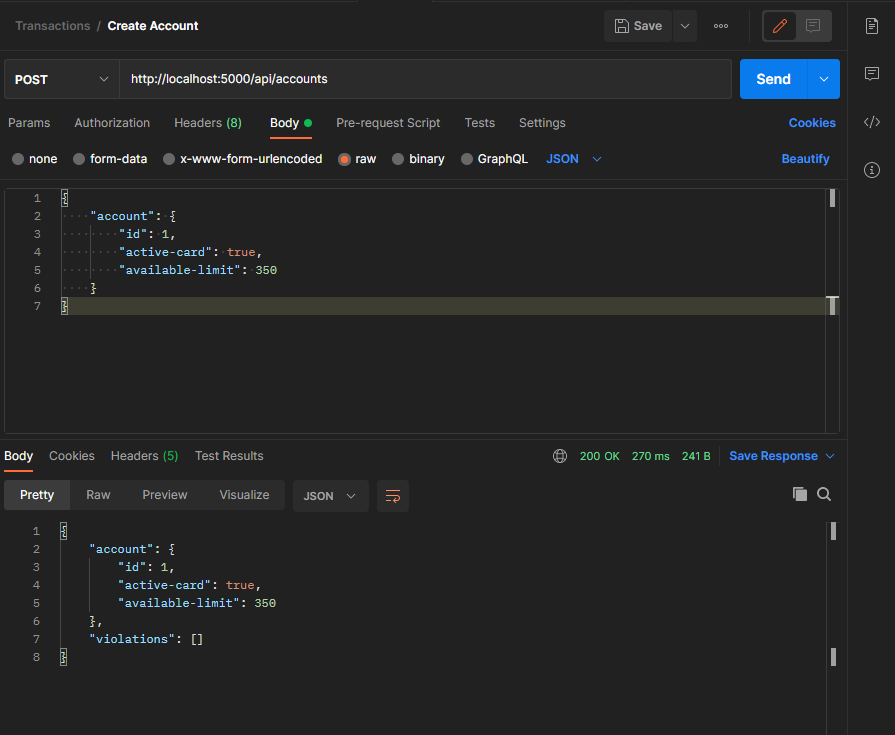 Transactions / Create Account
Save
POST http://localhost:5000/api/accounts Send
Params Authorization Headers (8) Body Pre-request Script Tests Settings Cookies
none form-data x-www-form-urlencoded raw binary GraphQL JSON Beautify
1 {
2 "account": {
3 "id": 1,
4 "active-card": true,
5 "available-limit": 350
6 }
7 }
Body Cookies Headers (5) Test Results 200 OK 270 ms 241 B Save Response
Pretty Raw Preview Visualize JSON
1 {
2 "account": {
3 "id": 1,
4 "active-card": true,
5 "available-limit": 350
6 },
7 "violations": []
8 }